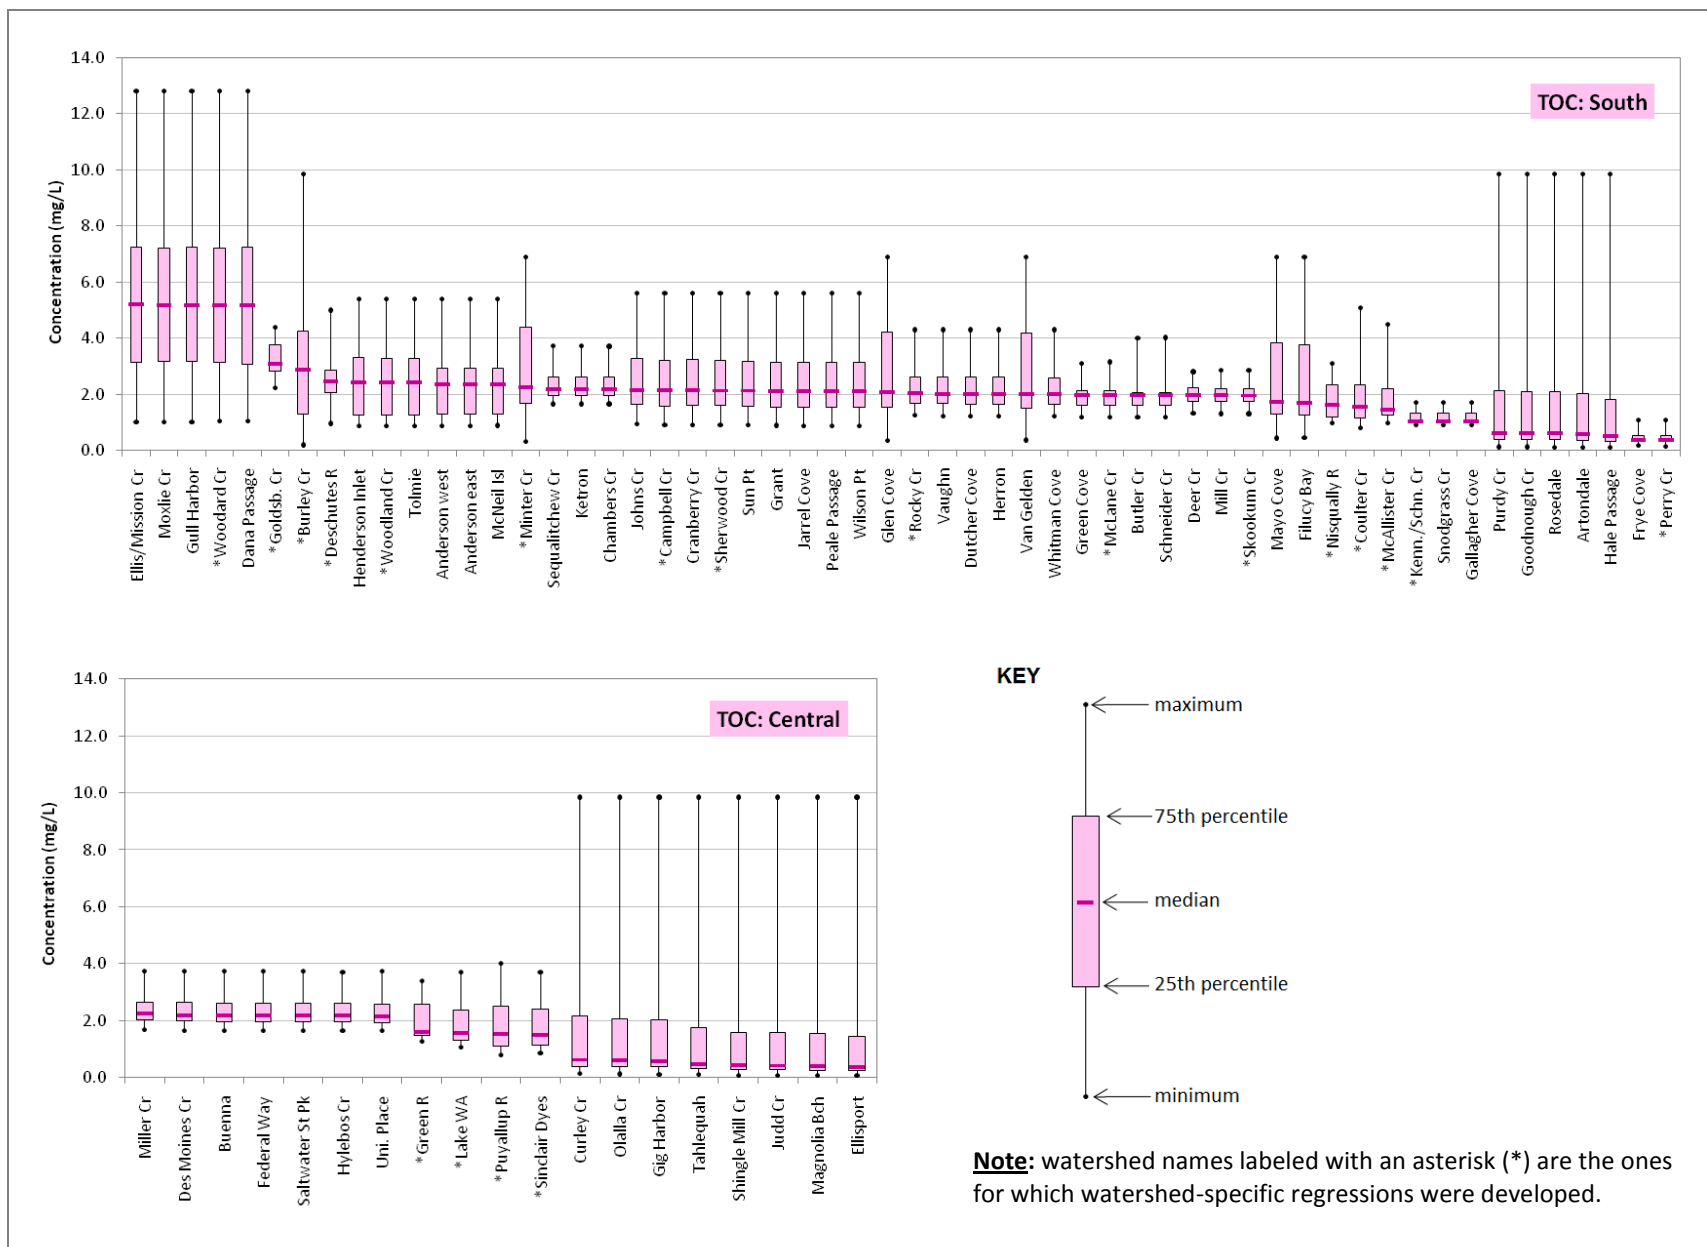 14.0
12.0
10.0
8.0
6.0
4.0
2.0
0.0
Concentration (mg/L)
TOC: South
Ellis/Mission Cr
Moxlie Cr
Gull Harbor
*Woodard Cr
Dana Passage
*Goldsb. Cr
*Burley Cr
*Deschutes R
Henderson Inlet
*Woodland Cr
Tolmie
Anderson west
Anderson east
McNeil Isl
*Minter Cr
Sequalitchew Cr
Ketron
Chambers Cr
Johns Cr
*Campbell Cr
Cranberry Cr
*Sherwood Cr
Sun Pt
Grant
Jarrel Cove
Peale Passage
Wilson Pt
Glen Cove
*Rocky Cr
Vaughn
Dutcher Cove
Herron
Van Gelden
Whitman Cove
Green Cove
*McLane Cr
Butler Cr
Schneider Cr
Deer Cr
Mill Cr
*Skookum Cr
Mayo Cove
Filucy Bay
*Nisqually R
*Coulter Cr
*McAllister Cr
*Kenn./Schn. Cr
Snodgrass Cr
Gallagher Cove
Purdy Cr
Goodnough Cr
Rosedale
Artondale
Hale Passage
Frye Cove
*Perry Cr
14.0
12.0
10.0
8.0
6.0
4.0
2.0
0.0
Concentration (mg/L)
TOC: Central
Miller Cr
Des Moines Cr
Buenna
Federal Way
Saltwater St Pk
Hylebos Cr
Uni. Place
*Green R
*Lake WA
*Puyallup R
*Sinclair Dyes
Curley Cr
Olalla Cr
Gig Harbor
Tahlequah
Shingle Mill Cr
Judd Cr
Magnolia Bch
Ellisport
KEY
maximum
75th percentile
median
25th percentile
minimum
Note: watershed names labeled with an asterisk (*) are the ones
for which watershed-specific regressions were developed.